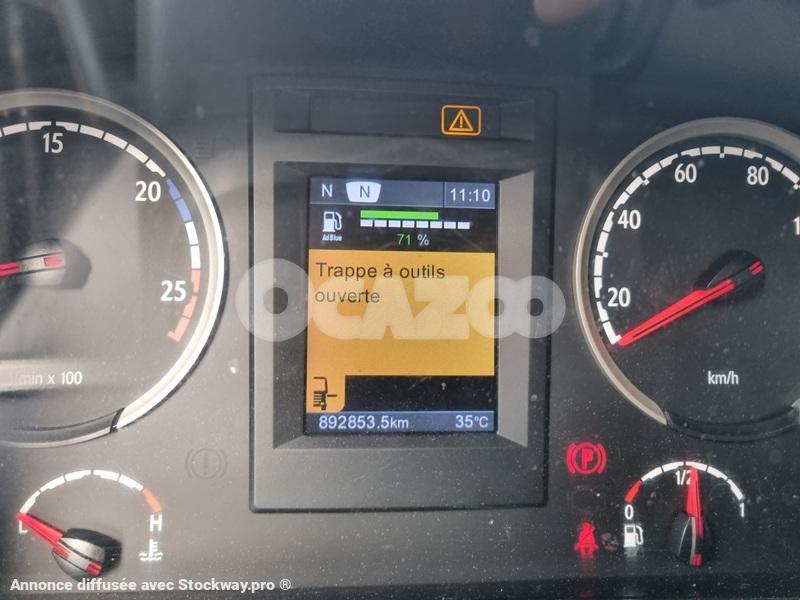 15
20
25
1/min x 100
N N 11:10
AdBlue
71 %
Trappe à outils
ouverte
892853.5km 35°C
20
40
60
80
km/h
L H
P
0 1/2 1
OCAZOO
Annonce diffusée avec Stockway.pro ®